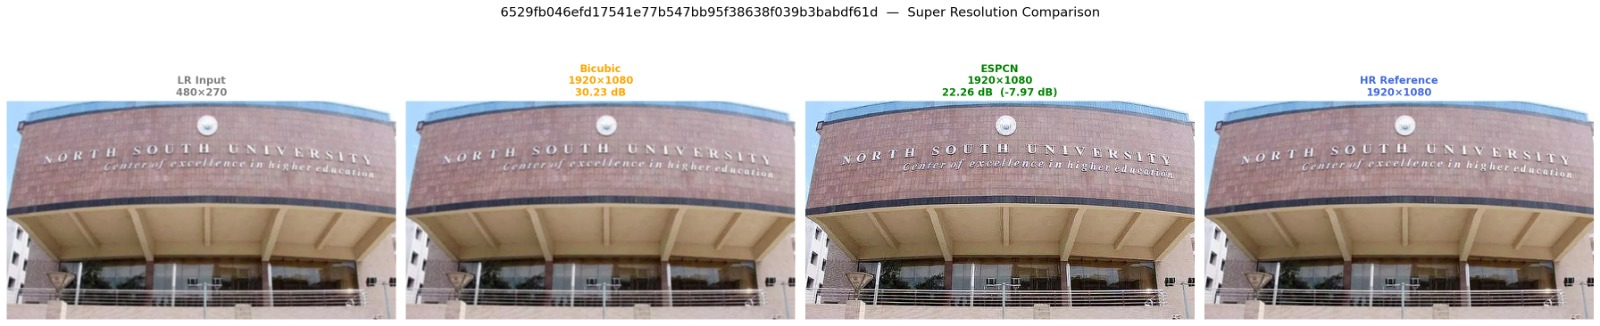 6529fb046efd17541e77b547bb95f38638f039b3babdf61d — Super Resolution Comparison
LR Input
480×270
Bicubic
1920×1080
30.23 dB
ESPCN
1920×1080
22.26 dB (-7.97 dB)
HR Reference
1920×1080
NORTH SOUTH UNIVERSITY
Center of excellence in higher education
NORTH SOUTH UNIVERSITY
Center of excellence in higher education
NORTH SOUTH UNIVERSITY
Center of excellence in higher education
NORTH SOUTH UNIVERSITY
Center of excellence in higher education